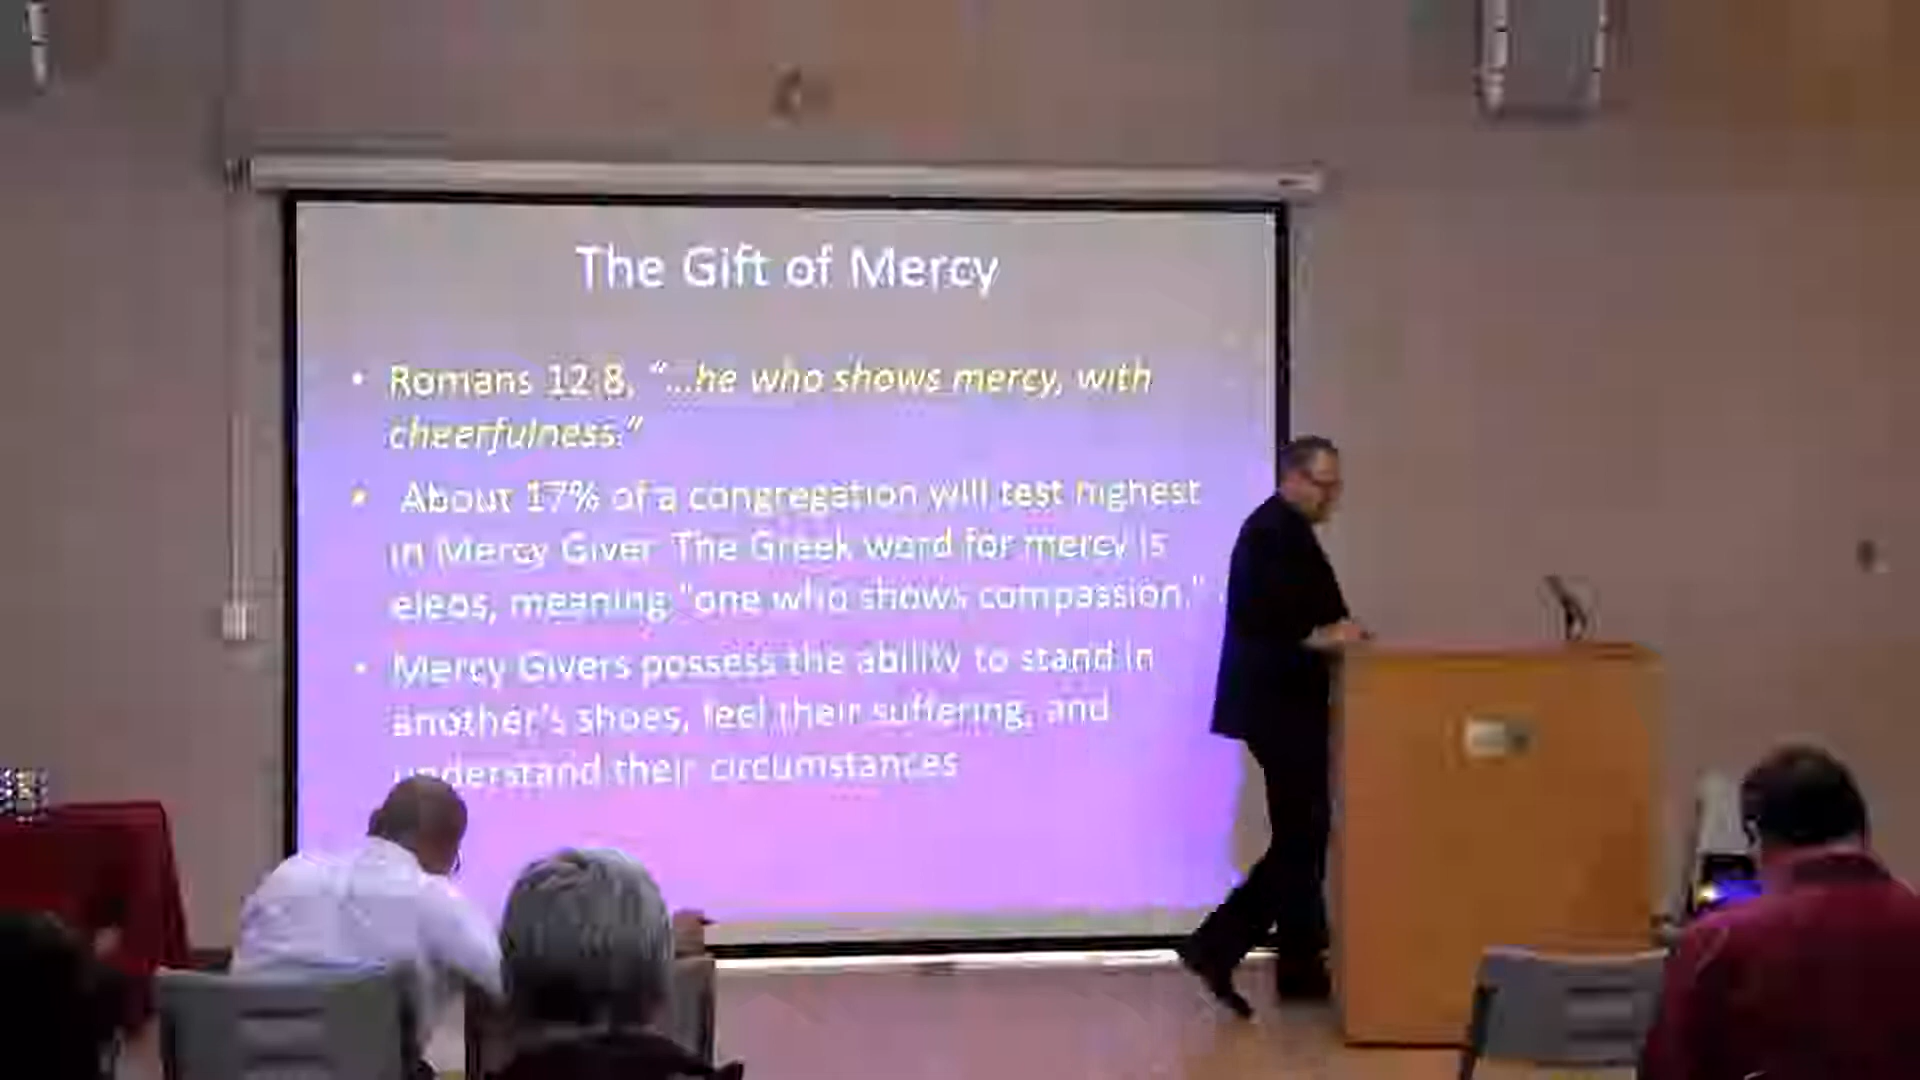 The Gift of Mercy
• Romans 12:8, "...he who shows mercy, with
cheerfulness."
• About 17% of a congregation will test highest
in Mercy Giver. The Greek word for mercy is
eleos, meaning "one who shows compassion."
• Mercy Givers possess the ability to stand in
another's shoes, feel their suffering, and
understand their circumstances